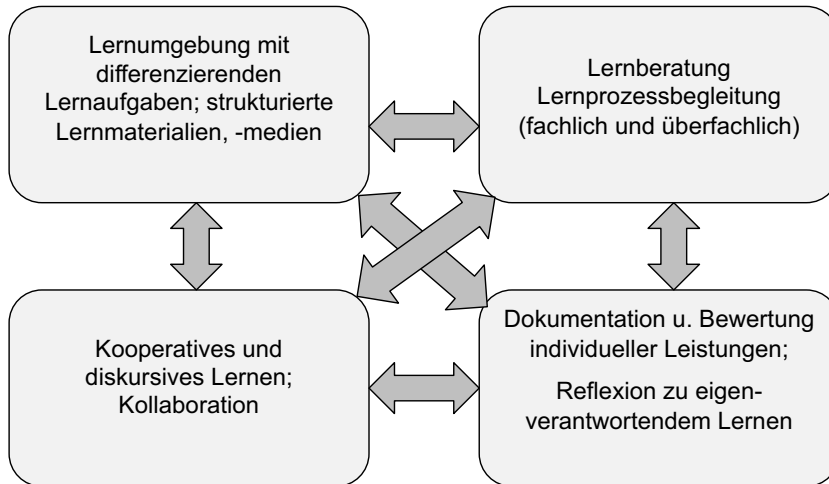 Lernumgebung mit
differenzierenden
Lernaufgaben; strukturierte
Lernmaterialien, -medien
Lernberatung
Lernprozessbegleitung
(fachlich und überfachlich)
Kooperatives und
diskursives Lernen;
Kollaboration
Dokumentation u. Bewertung
individueller Leistungen;
Reflexion zu eigen-
verantwortendem Lernen